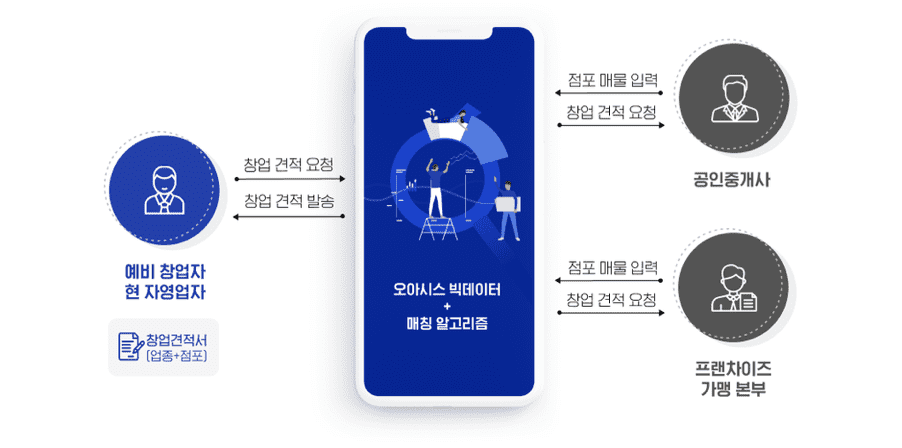 창업 견적 요청
창업 견적 발송
예비 창업자
현 자영업자
창업견적서
(업종+점포)
오아시스 빅데이터
+
매칭 알고리즘
점포 매물 입력
창업 견적 요청
공인중개사
점포 매물 입력
창업 견적 요청
프랜차이즈
가맹 본부